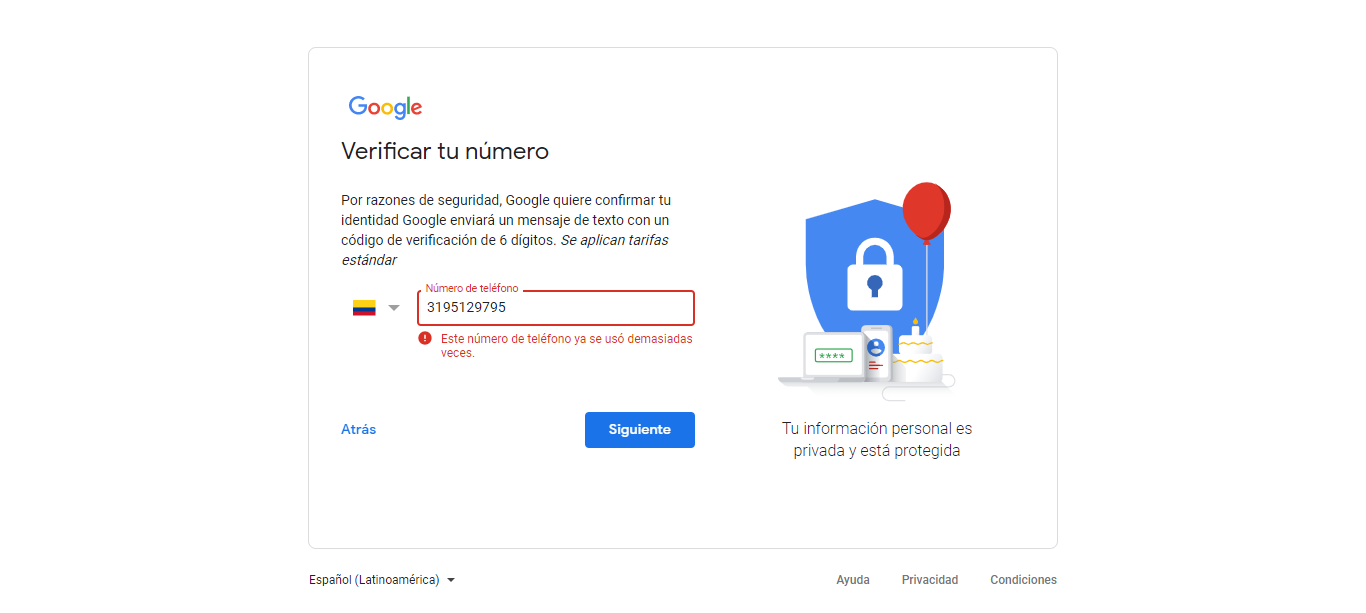 Google
Verificar tu número
Por razones de seguridad, Google quiere confirmar tu
identidad Google enviará un mensaje de texto con un
código de verificación de 6 dígitos. Se aplican tarifas
estándar
Número de teléfono
3195129795
Este número de teléfono ya se usó demasiadas
veces.
Atrás
Siguiente
****
Tu información personal es
privada y está protegida
Español (Latinoamérica)
Ayuda
Privacidad
Condiciones